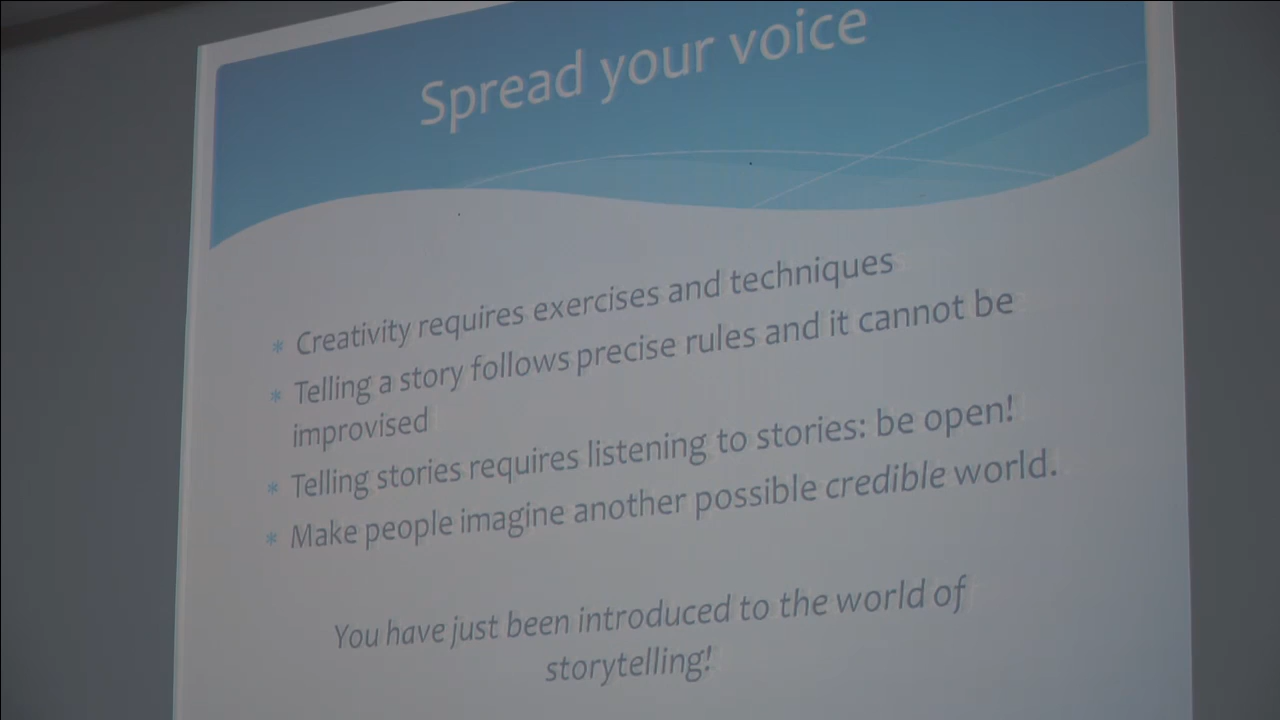 Spread your voice
* Creativity requires exercises and techniques
* Telling a story follows precise rules and it cannot be
improvised
* Telling stories requires listening to stories: be open!
* Make people imagine another possible credible world.
You have just been introduced to the world of
storytelling!